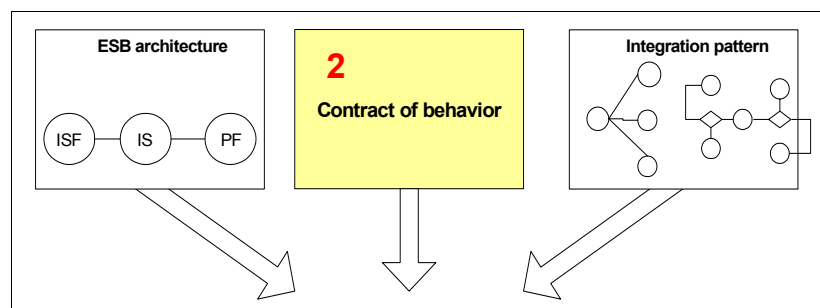 ESB architecture
ISF
IS
PF
2
Contract of behavior
Integration pattern